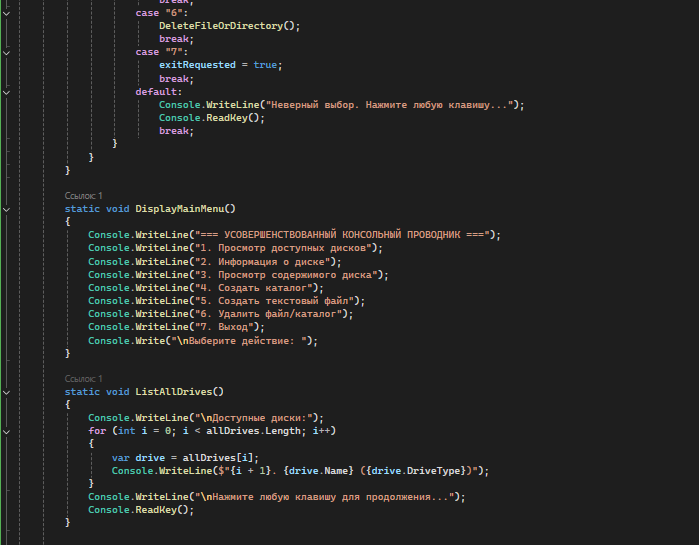 break;
case "6":
DeleteFileOrDirectory();
break;
case "7":
exitRequested = true;
break;
default:
Console.WriteLine("Неверный выбор. Нажмите любую клавишу...");
Console.ReadKey();
break;
}
}
}
Ссылок: 1
static void DisplayMainMenu()
{
Console.WriteLine("=== УСОВЕРШЕНСТВОВАННЫЙ КОНСОЛЬНЫЙ ПРОВОДНИК ===");
Console.WriteLine("1. Просмотр доступных дисков");
Console.WriteLine("2. Информация о диске");
Console.WriteLine("3. Просмотр содержимого диска");
Console.WriteLine("4. Создать каталог");
Console.WriteLine("5. Создать текстовый файл");
Console.WriteLine("6. Удалить файл/каталог");
Console.WriteLine("7. Выход");
Console.Write("\nВыберите действие: ");
}
Ссылок: 1
static void ListAllDrives()
{
Console.WriteLine("\nДоступные диски:");
for (int i = 0; i < allDrives.Length; i++)
{
var drive = allDrives[i];
Console.WriteLine($"{i + 1}. {drive.Name} ({drive.DriveType})");
}
Console.WriteLine("\nНажмите любую клавишу для продолжения...");
Console.ReadKey();
}